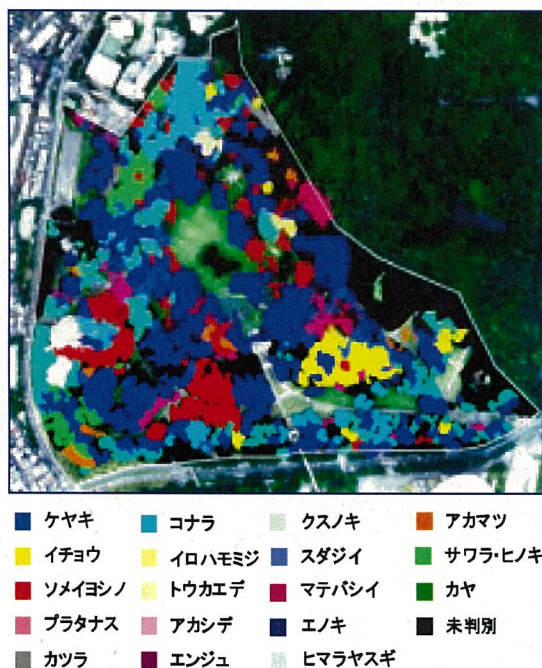 ケヤキ コナラ クスノキ アカマツ
イチョウ イロハモミジ スダジイ サワラ・ヒノキ
ソメイヨシノ トウカエデ マテバシイ カヤ
プラタナス アカシデ エノキ 未判別
カツラ エンジュ ヒマラヤスギ